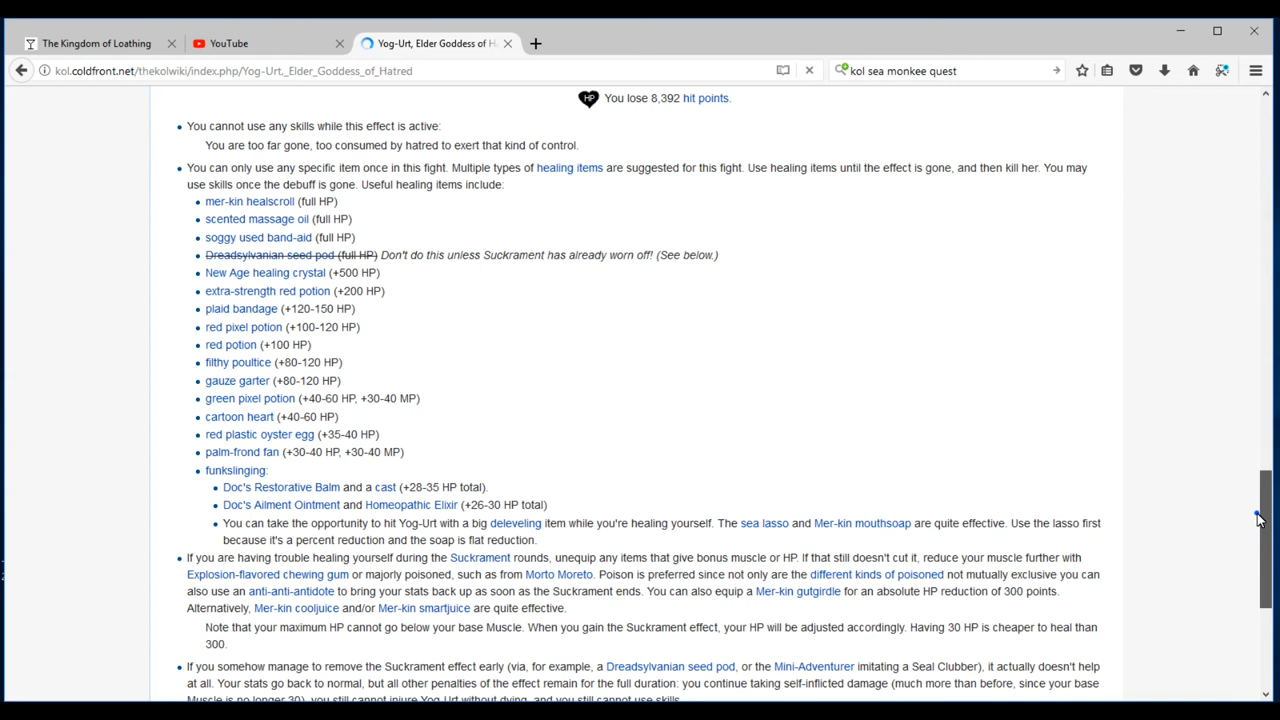 The Kingdom of Loathing
YouTube
Yog-Urt, Elder Goddess of H
kol.coldfront.net/thekolwiki/index.php/Yog-Urt,_Elder_Goddess_of_Hatred
kol sea monkee quest
HP You lose 8,392 hit points.
You cannot use any skills while this effect is active:
You are too far gone, too consumed by hatred to exert that kind of control.
You can only use any specific item once in this fight. Multiple types of healing items are suggested for this fight. Use healing items until the effect is gone, and then kill her. You may
use skills once the debuff is gone. Useful healing items include:
mer-kin healscroll (full HP)
scented massage oil (full HP)
soggy used band-aid (full HP)
Dreadsylvanian seed pod (full HP) Don't do this unless Suckrament has already worn off! (See below.)
New Age healing crystal (+500 HP)
extra-strength red potion (+200 HP)
plaid bandage (+120-150 HP)
red pixel potion (+100-120 HP)
red potion (+100 HP)
filthy poultice (+80-120 HP)
gauze garter (+80-120 HP)
green pixel potion (+40-60 HP, +30-40 MP)
cartoon heart (+40-60 HP)
red plastic oyster egg (+35-40 HP)
palm-frond fan (+30-40 HP, +30-40 MP)
funkslinging:
Doc's Restorative Balm and a cast (+28-35 HP total).
Doc's Ailment Ointment and Homeopathic Elixir (+26-30 HP total)
You can take the opportunity to hit Yog-Urt with a big deleveling item while you're healing yourself. The sea lasso and Mer-kin mouthsoap are quite effective. Use the lasso first
because it's a percent reduction and the soap is flat reduction.
If you are having trouble healing yourself during the Suckrament rounds, unequip any items that give bonus muscle or HP. If that still doesn't cut it, reduce your muscle further with
Explosion-flavored chewing gum or majorly poisoned, such as from Morto Moreto. Poison is preferred since not only are the different kinds of poisoned not mutually exclusive you can
also use an anti-anti-antidote to bring your stats back up as soon as the Suckrament ends. You can also equip a Mer-kin gutgirdle for an absolute HP reduction of 300 points.
Alternatively, Mer-kin cooljuice and/or Mer-kin smartjuice are quite effective.
Note that your maximum HP cannot go below your base Muscle. When you gain the Suckrament effect, your HP will be adjusted accordingly. Having 30 HP is cheaper to heal than
300.
If you somehow manage to remove the Suckrament effect early (via, for example, a Dreadsylvanian seed pod, or the Mini-Adventurer imitating a Seal Clubber), it actually doesn't help
at all. Your stats go back to normal, but all other penalties of the effect remain for the full duration: you continue taking self-inflicted damage (much more than before, since your base
Muscle is no longer 30), you still cannot injure Yog-Urt without dying, and you still cannot use skills.